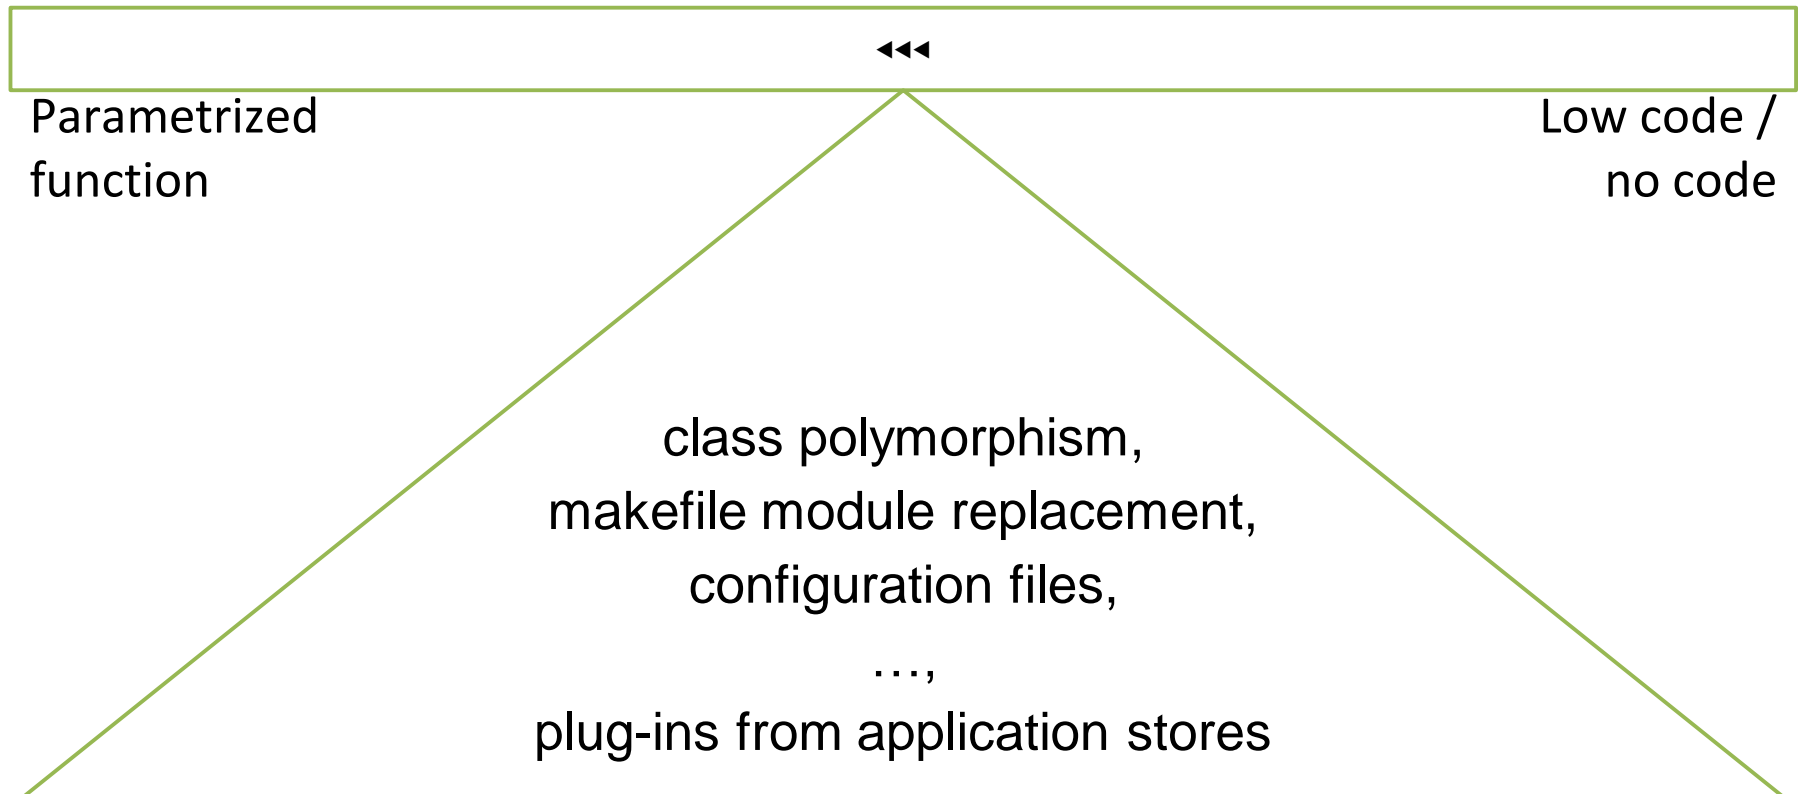 ◂◂◂
Parametrized
function
Low code /
no code
class polymorphism,
makefile module replacement,
configuration files,
…,
plug-ins from application stores